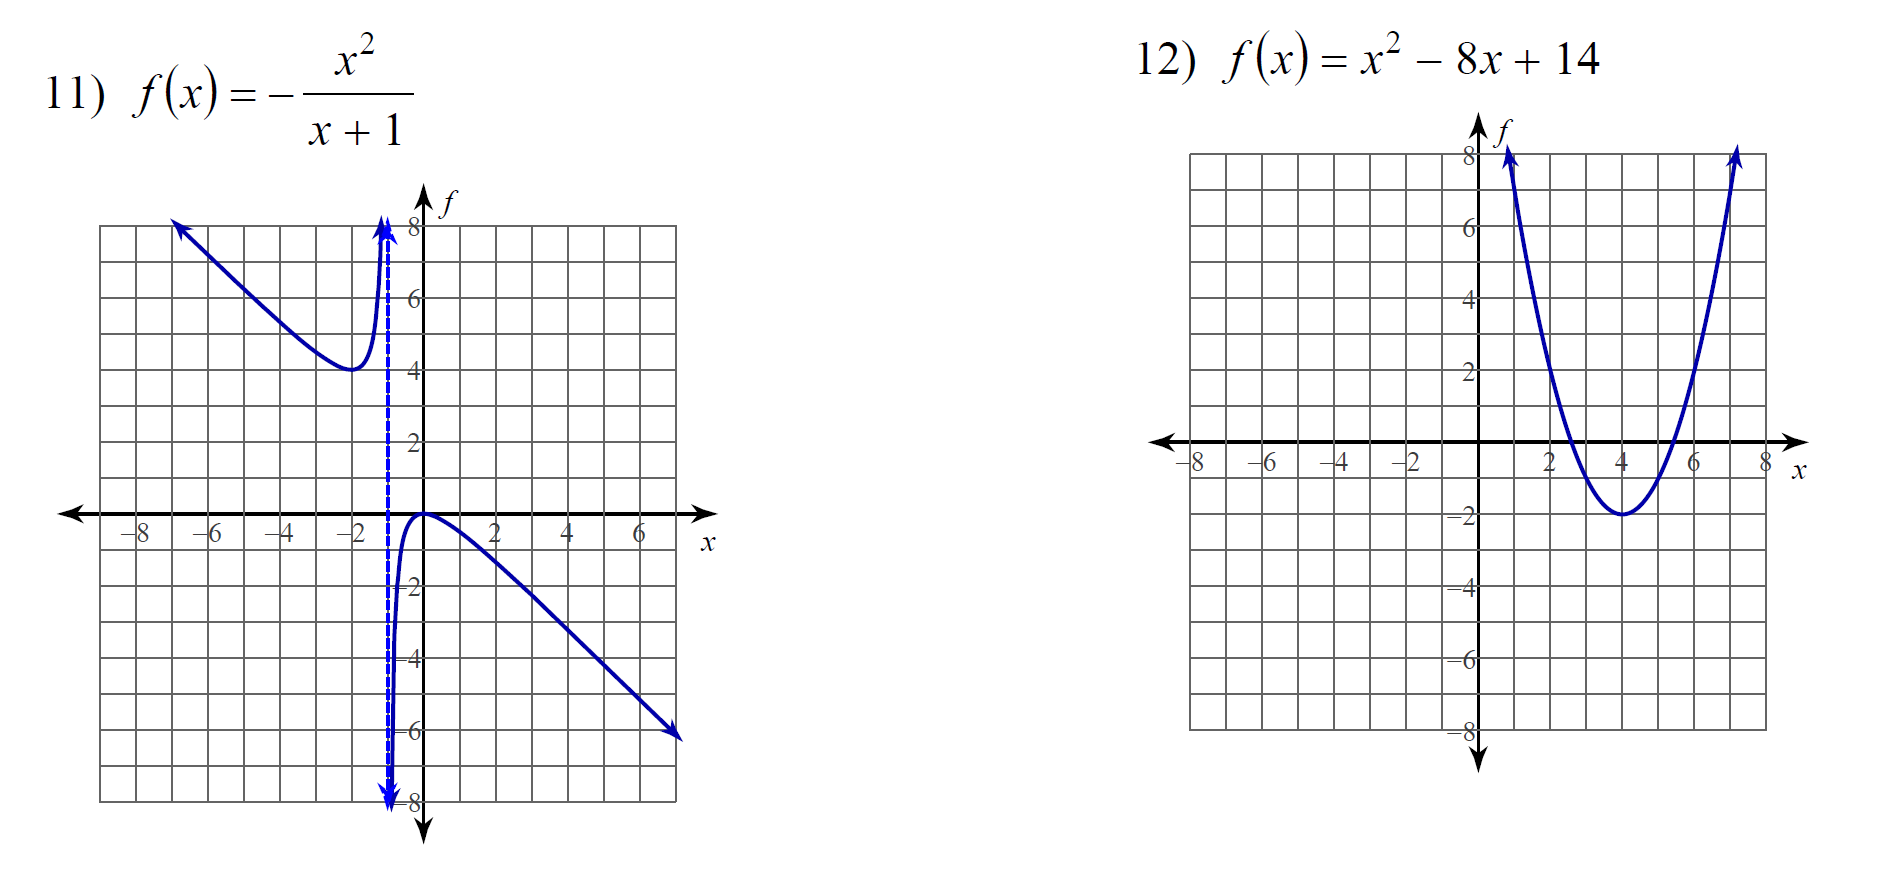 11) f(x) = − x² / (x + 1)
f
8
6
4
2
−8 −6 −4 −2 2 4 6 x
−2
−4
−6
−8
12) f(x) = x² − 8x + 14
f
8
6
4
2
−8 −6 −4 −2 2 4 6 8 x
−2
−4
−6
−8